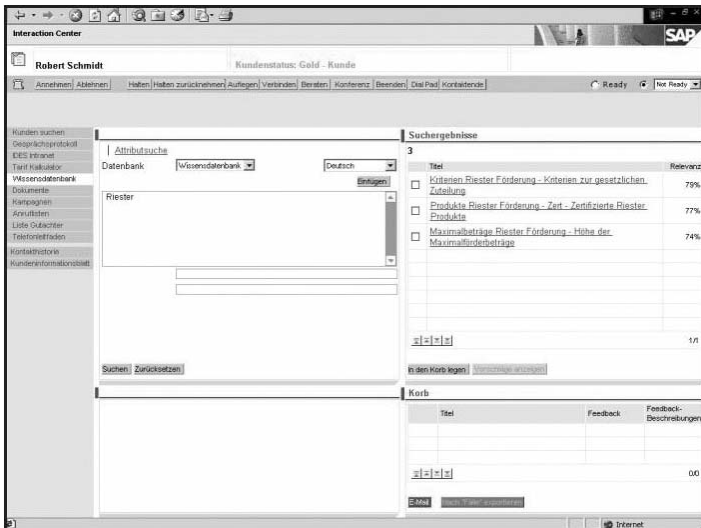 Interaction Center
SAP
Robert Schmidt
Kundenstatus: Gold - Kunde
Annehmen Ablehnen Halten Halten zurücknehmen Auflegen Verbinden Beraten Konferenz Beenden Dial Pad Kontaktende Ready Not Ready
Kunden suchen
Gesprächsprotokoll
IDES Intranet
Tarif Kalkulator
Wissensdatenbank
Dokumente
Kampagnen
Anruflisten
Liste Gutachter
Telefonleitfaden
Kontakthistorie
Kundeninformationsblatt
Attributsuche
Datenbank Wissensdatenbank Deutsch
Einfügen
Riester
Suchen Zurücksetzen
Suchergebnisse
3
Titel Relevanz
Kriterien Riester Förderung - Kriterien zur gesetzlichen
Zuteilung 79%
Produkte Riester Förderung - Zert - Zertifizierte Riester
Produkte 77%
Maximalbeträge Riester Förderung - Höhe der
Maximalförderbeträge 74%
1/1
In den Korb legen Vorschläge anzeigen
Korb
Titel Feedback Feedback-
Beschreibungen
0/0
E-Mail
Internet